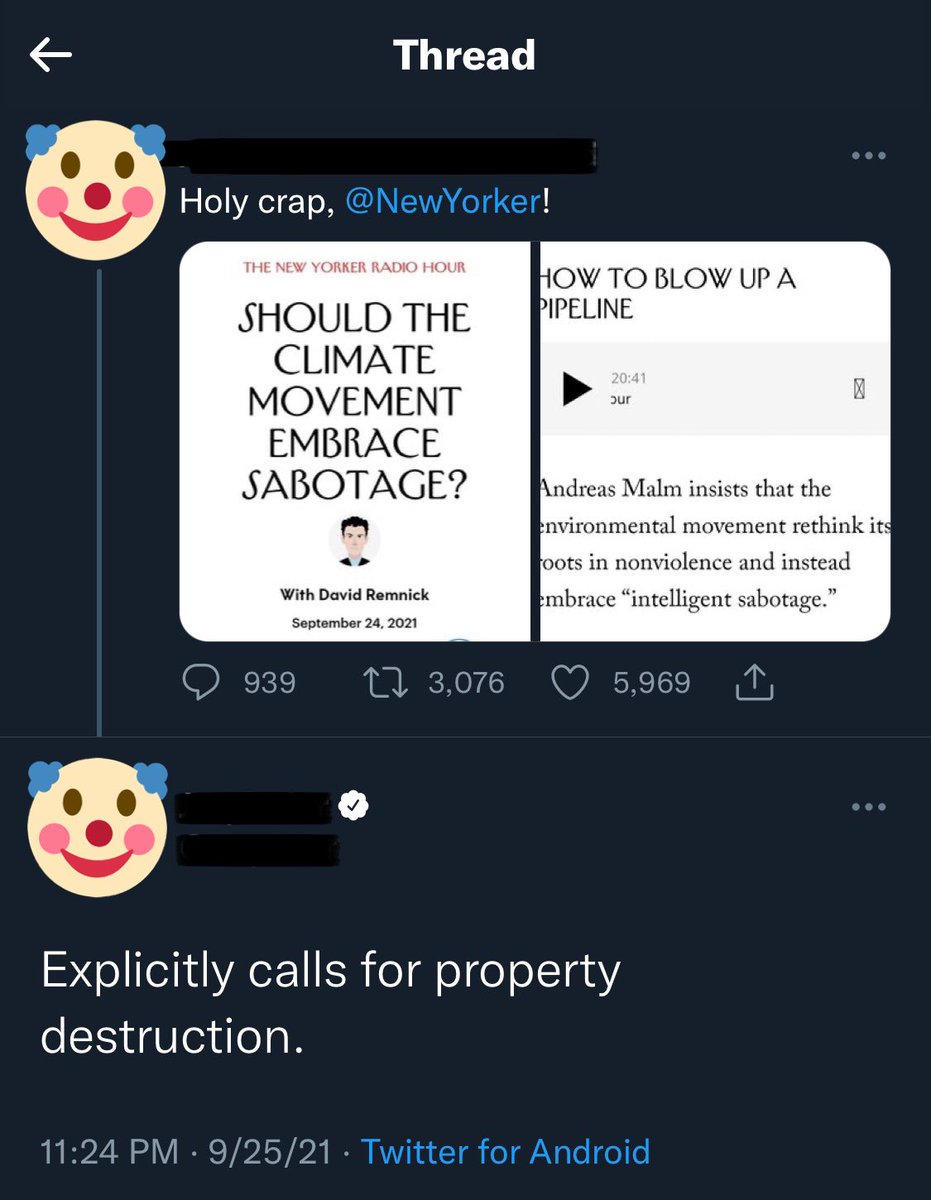 Thread
Holy crap, @NewYorker!
THE NEW YORKER RADIO HOUR
SHOULD THE
CLIMATE
MOVEMENT
EMBRACE
SABOTAGE?
With David Remnick
September 24, 2021
HOW TO BLOW UP A
PIPELINE
20:41
our
Andreas Malm insists that the
environmental movement rethink its
roots in nonviolence and instead
embrace “intelligent sabotage.”
939 3,076 5,969
Explicitly calls for property
destruction.
11:24 PM · 9/25/21 · Twitter for Android